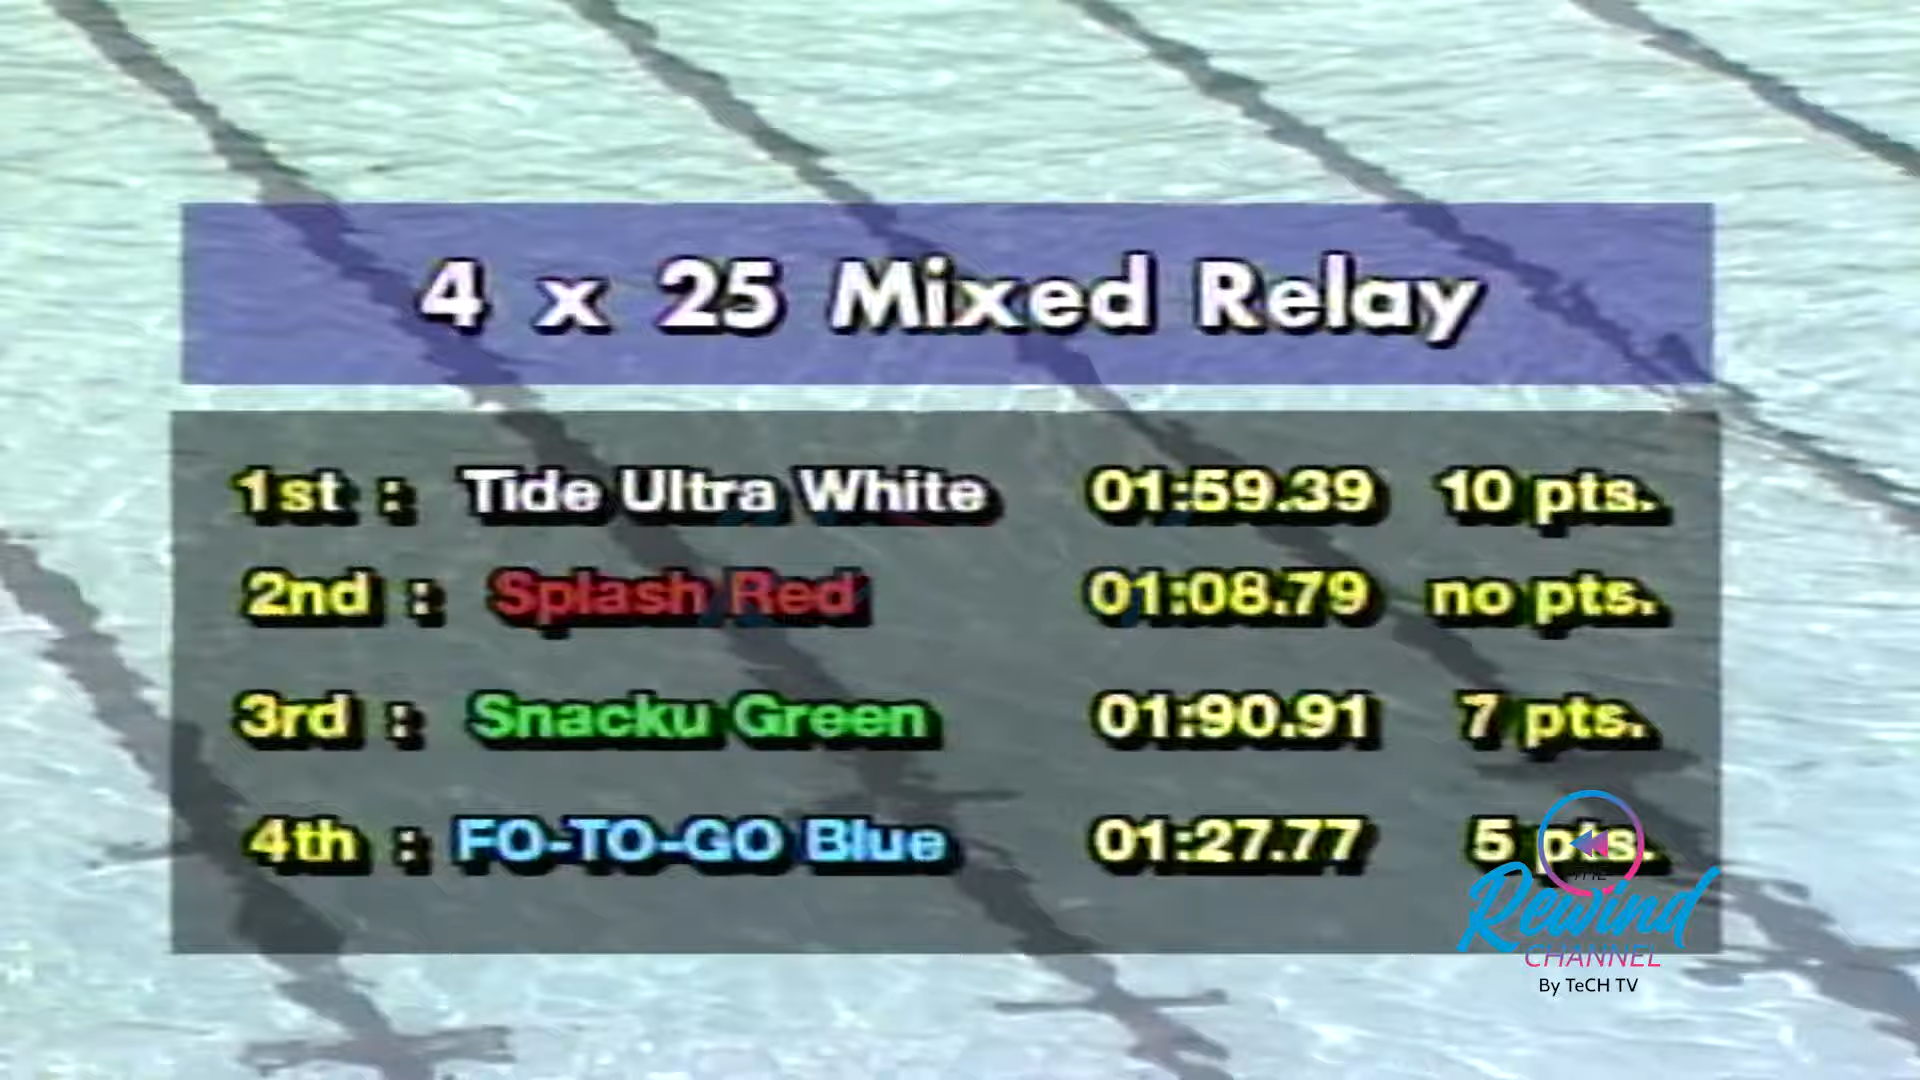 4 x 25 Mixed Relay
1st : Tide Ultra White 01:59.39 10 pts.
2nd : Splash Red 01:08.79 no pts.
3rd : Snacku Green 01:90.91 7 pts.
4th : FO-TO-GO Blue 01:27.77 5 pts.
THE
Rewind
CHANNEL
By TeCH TV